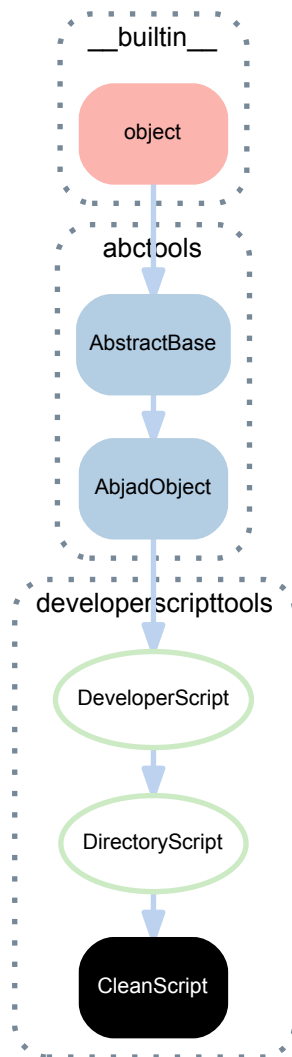 __builtin__
object
abctools
AbstractBase
AbjadObject
developerscripttools
DeveloperScript
DirectoryScript
CleanScript